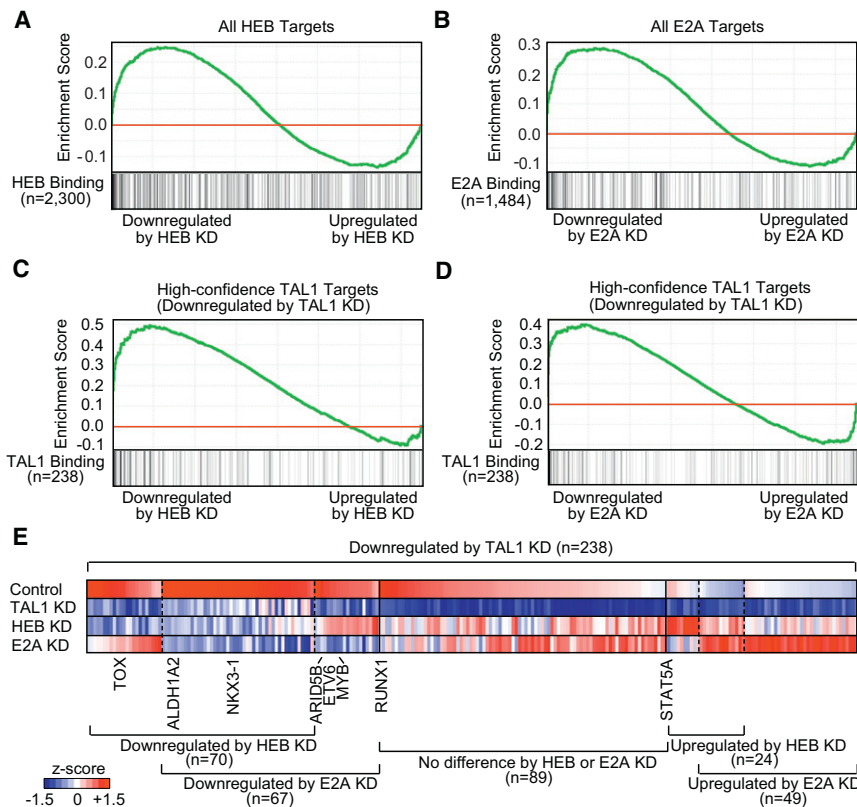 A
All HEB Targets
Enrichment Score
0.2
0.1
0.0
-0.1
HEB Binding
(n=2,300)
Downregulated
by HEB KD
Upregulated
by HEB KD
B
All E2A Targets
Enrichment Score
0.3
0.2
0.1
0.0
-0.1
E2A Binding
(n=1,484)
Downregulated
by E2A KD
Upregulated
by E2A KD
C
High-confidence TAL1 Targets
(Downregulated by TAL1 KD)
Enrichment Score
0.5
0.4
0.3
0.2
0.1
0.0
-0.1
TAL1 Binding
(n=238)
Downregulated
by HEB KD
Upregulated
by HEB KD
D
High-confidence TAL1 Targets
(Downregulated by TAL1 KD)
Enrichment Score
0.4
0.3
0.2
0.1
0.0
-0.1
-0.2
TAL1 Binding
(n=238)
Downregulated
by E2A KD
Upregulated
by E2A KD
E
Downregulated by TAL1 KD (n=238)
Control
TAL1 KD
HEB KD
E2A KD
TOX
ALDH1A2
NKX3-1
ARID5B
ETV6
MYB
RUNX1
STAT5A
Downregulated by HEB KD
(n=70)
Downregulated by E2A KD
(n=67)
No difference by HEB or E2A KD
(n=89)
Upregulated by HEB KD
(n=24)
Upregulated by E2A KD
(n=49)
z-score
-1.5 0 +1.5